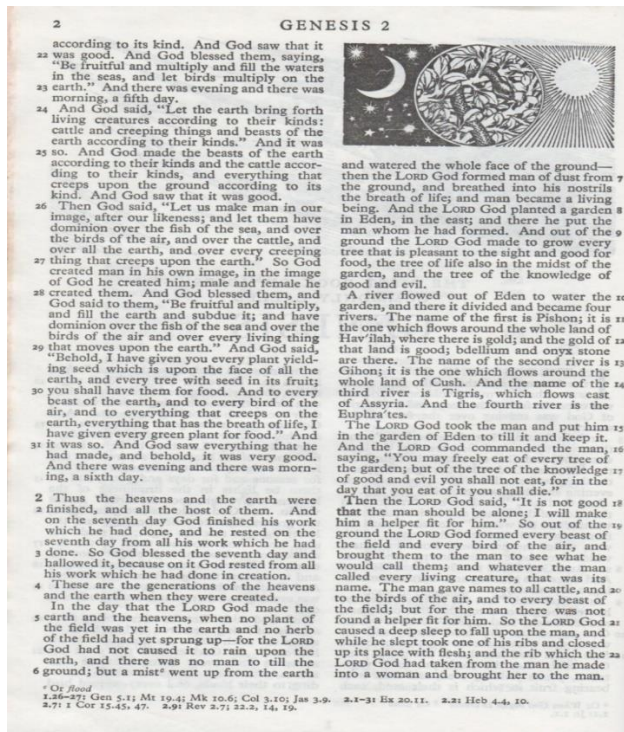 2
GENESIS 2
according to its kind. And God saw that it
22 was good. And God blessed them, saying,
"Be fruitful and multiply and fill the waters
in the seas, and let birds multiply on the
23 earth." And there was evening and there was
morning, a fifth day.
24 And God said, "Let the earth bring forth
living creatures according to their kinds:
cattle and creeping things and beasts of the
earth according to their kinds." And it was
25 so. And God made the beasts of the earth
according to their kinds and the cattle accor-
ding to their kinds, and everything that
creeps upon the ground according to its
kind. And God saw that it was good.
26 Then God said, "Let us make man in our
image, after our likeness; and let them have
dominion over the fish of the sea, and over
the birds of the air, and over the cattle, and
over all the earth, and over every creeping
27 thing that creeps upon the earth." So God
created man in his own image, in the image
of God he created him; male and female he
28 created them. And God blessed them, and
God said to them, "Be fruitful and multiply,
and fill the earth and subdue it; and have
dominion over the fish of the sea and over the
birds of the air and over every living thing
29 that moves upon the earth." And God said,
"Behold, I have given you every plant yield-
ing seed which is upon the face of all the
earth, and every tree with seed in its fruit;
30 you shall have them for food. And to every
beast of the earth, and to every bird of the
air, and to everything that creeps on the
earth, everything that has the breath of life, I
have given every green plant for food." And
31 it was so. And God saw everything that he
had made, and behold, it was very good.
And there was evening and there was morn-
ing, a sixth day.
2 Thus the heavens and the earth were
2 finished, and all the host of them. And
on the seventh day God finished his work
which he had done, and he rested on the
seventh day from all his work which he had
3 done. So God blessed the seventh day and
hallowed it, because on it God rested from all
his work which he had done in creation.
4 These are the generations of the heavens
and the earth when they were created.
In the day that the LORD God made the
5 earth and the heavens, when no plant of
the field was yet in the earth and no herb
of the field had yet sprung up—for the LORD
God had not caused it to rain upon the
earth, and there was no man to till the
6 ground; but a mist* went up from the earth
and watered the whole face of the ground—
then the LORD God formed man of dust from 7
the ground, and breathed into his nostrils
the breath of life; and man became a living
being. And the LORD God planted a garden 8
in Eden, in the east; and there he put the
man whom he had formed. And out of the 9
ground the LORD God made to grow every
tree that is pleasant to the sight and good for
food, the tree of life also in the midst of the
garden, and the tree of the knowledge of
good and evil.
A river flowed out of Eden to water the 10
garden, and there it divided and became four
rivers. The name of the first is Pishon; it is 11
the one which flows around the whole land of
Hav´ilah, where there is gold; and the gold of 12
that land is good; bdellium and onyx stone
are there. The name of the second river is 13
Gihon; it is the one which flows around the
whole land of Cush. And the name of the 14
third river is Tigris, which flows east
of Assyria. And the fourth river is the
Euphra´tes.
The LORD God took the man and put him 15
in the garden of Eden to till it and keep it.
And the LORD God commanded the man, 16
saying, "You may freely eat of every tree of
the garden; but of the tree of the knowledge 17
of good and evil you shall not eat, for in the
day that you eat of it you shall die."
Then the LORD God said, "It is not good 18
that the man should be alone; I will make
him a helper fit for him." So out of the 19
ground the LORD God formed every beast of
the field and every bird of the air, and
brought them to the man to see what he
would call them; and whatever the man
called every living creature, that was its
name. The man gave names to all cattle, and 20
to the birds of the air, and to every beast of
the field; but for the man there was not
found a helper fit for him. So the LORD God 21
caused a deep sleep to fall upon the man, and
while he slept took one of his ribs and closed
up its place with flesh; and the rib which the 22
LORD God had taken from the man he made
into a woman and brought her to the man.
* Or flood
1.26-27: Gen 5.1; Mt 19.4; Mk 10.6; Col 3.10; Jas 3.9. 2.1-3: Ex 20.11. 2.2: Heb 4.4, 10.
2.7: 1 Cor 15.45, 47. 2.9: Rev 2.7; 22.2, 14, 19.